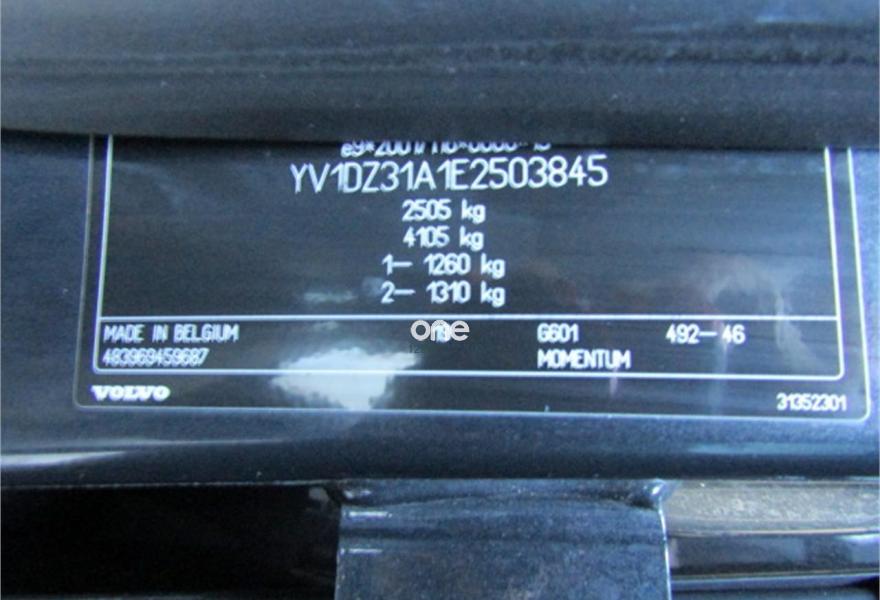 YV1DZ31A1E2503845
2505 kg
4105 kg
1- 1260 kg
2- 1310 kg
MADE IN BELGIUM one G601 492-46
483969459687 MOMENTUM
VOLVO 31352301